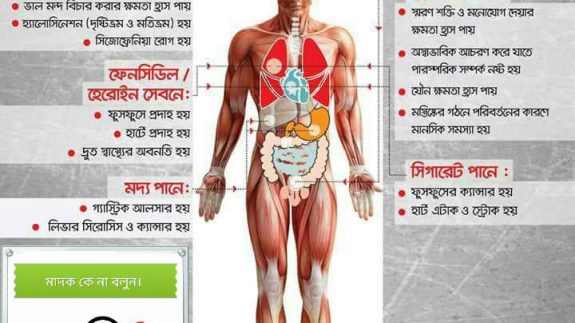 ভাল মন্দ বিচার করার ক্ষমতা হ্রাস পায়
হ্যালোসিনেশন (দৃষ্টিভ্রম ও মতিভ্রম) হয়
সিজোফ্রেনিয়া রোগ হয়
ফেনসিডিল /
হেরোইন সেবনে:
ফুসফুসে প্রদাহ হয়
হার্টে প্রদাহ হয়
দ্রুত স্বাস্থ্যের অবনতি হয়
মদ্য পানে:
গ্যাস্ট্রিক আলসার হয়
লিভার সিরোসিস ও ক্যান্সার হয়
মাদক কে না বলুন।
স্মরণ শক্তি ও মনোযোগ দেয়ার
ক্ষমতা হ্রাস পায়
অস্বাভাবিক আচরণ করে যাতে
পারস্পরিক সম্পর্ক নষ্ট হয়
যৌন ক্ষমতা হ্রাস পায়
মস্তিষ্কের গঠনে পরিবর্তনের কারণে
মানসিক সমস্যা হয়
সিগারেট পানে :
ফুসফুসের ক্যান্সার হয়
হার্ট এটাক ও স্ট্রোক হয়